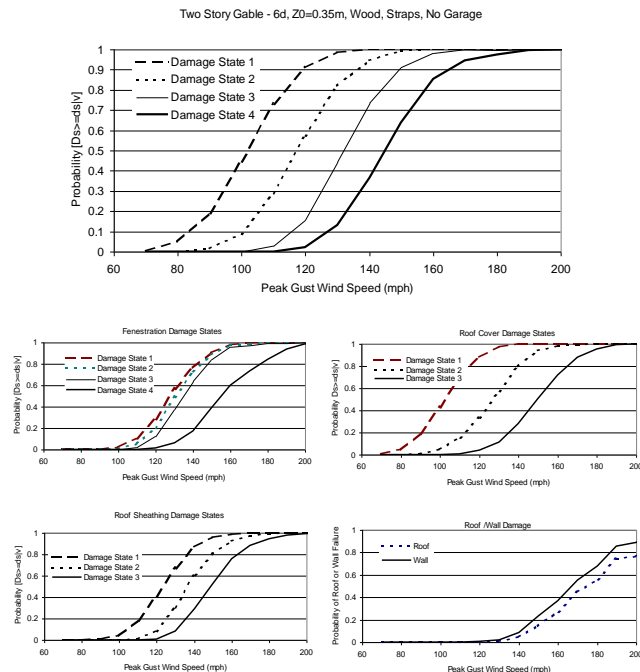 Two Story Gable - 6d, Z0=0.35m, Wood, Straps, No Garage
Probability [Ds>=ds|v)
1
0.9
0.8
0.7
0.6
0.5
0.4
0.3
0.2
0.1
0
Damage State 1
Damage State 2
Damage State 3
Damage State 4
60 80 100 120 140 160 180 200
Peak Gust Wind Speed (mph)
Fenestration Damage States
Probability [Ds>=ds|v)
1
0.8
0.6
0.4
0.2
0
Damage State 1
Damage State 2
Damage State 3
Damage State 4
60 80 100 120 140 160 180 200
Peak Gust Wind Speed (mph)
Roof Cover Damage States
Probability [Ds>=ds|v)
1
0.8
0.6
0.4
0.2
0
Damage State 1
Damage State 2
Damage State 3
60 80 100 120 140 160 180 200
Peak Gust Wind Speed (mph)
Roof Sheathing Damage States
Probability [Ds>=ds|v)
1
0.8
0.6
0.4
0.2
0
Damage State 1
Damage State 2
Damage State 3
60 80 100 120 140 160 180 200
Peak Gust Wind Speed (mph)
Roof /Wall Damage
Probability of Roof or Wall Failure
1
0.8
0.6
0.4
0.2
0
Roof
Wall
60 80 100 120 140 160 180 200
Peak Gust Wind Speed (mph)